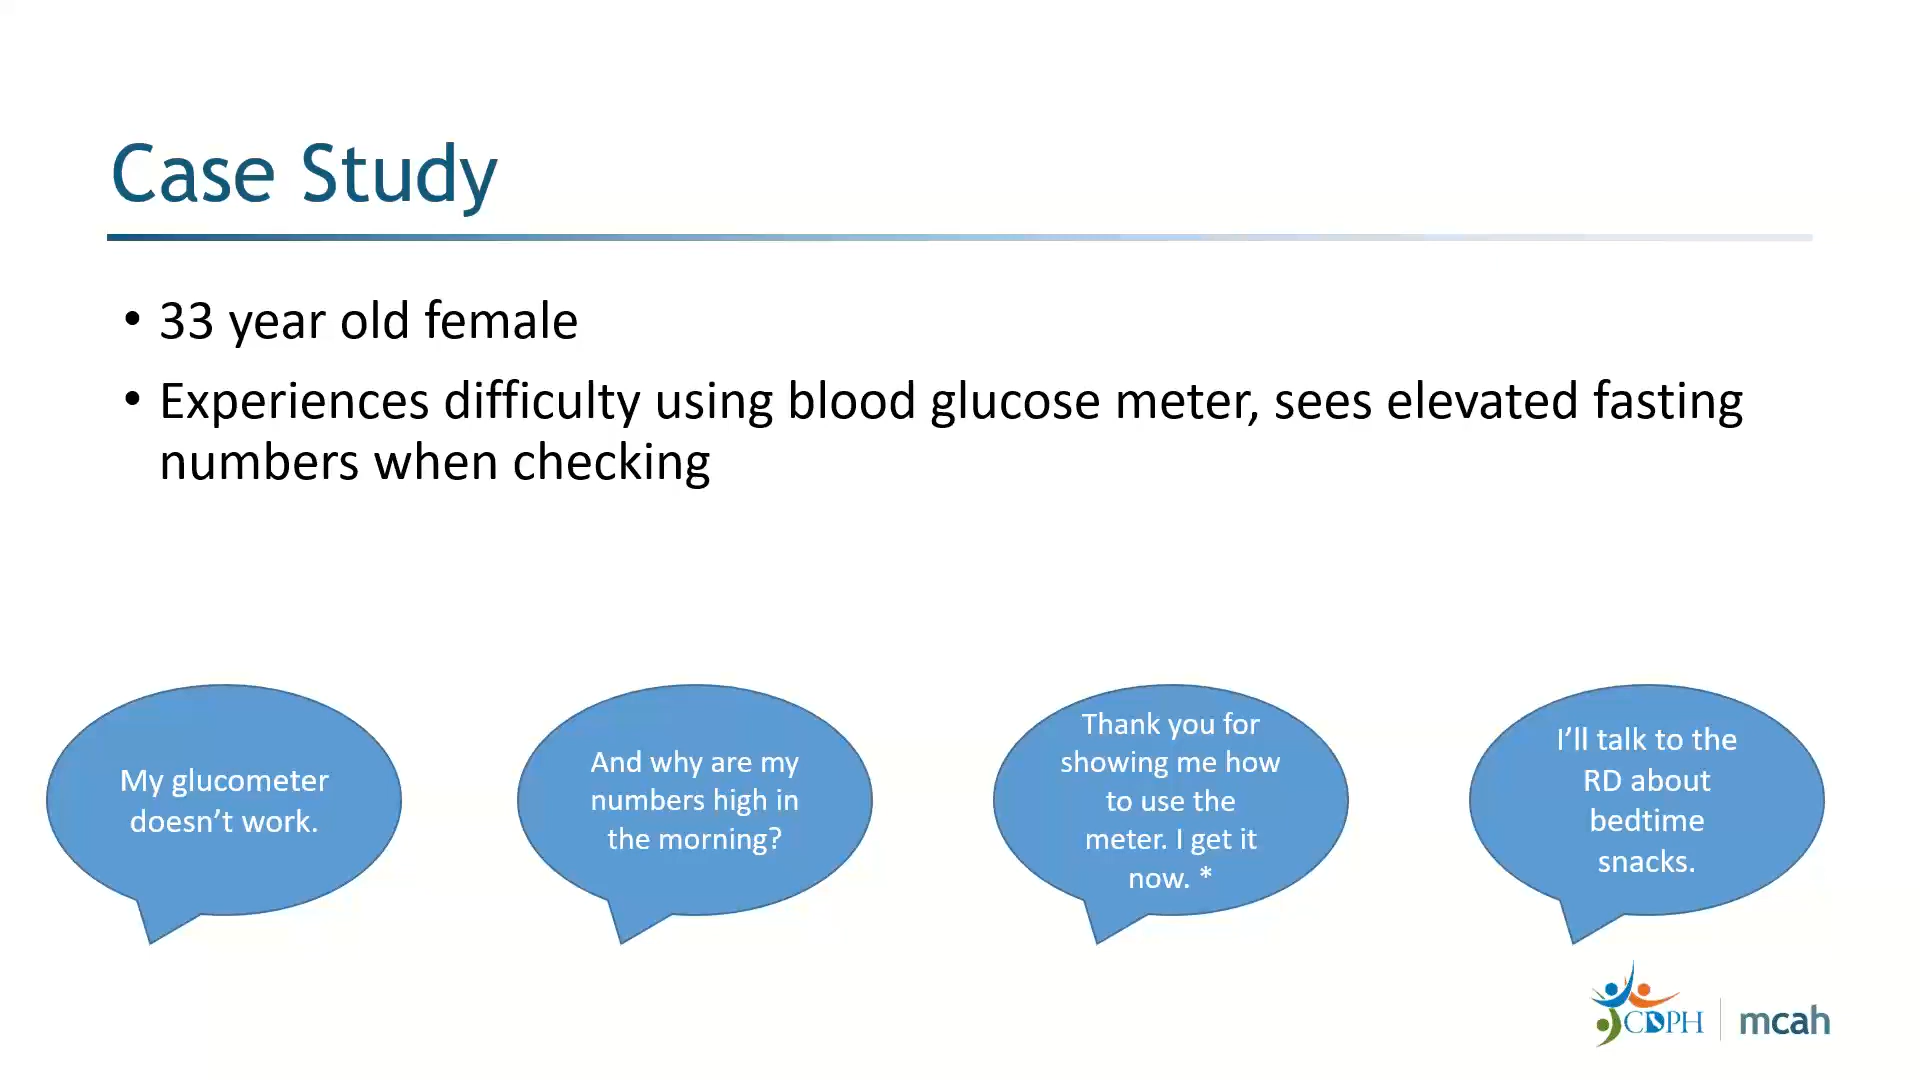 Case Study
• 33 year old female
• Experiences difficulty using blood glucose meter, sees elevated fasting
numbers when checking
My glucometer
doesn’t work.
And why are my
numbers high in
the morning?
Thank you for
showing me how
to use the
meter. I get it
now. *
I’ll talk to the
RD about
bedtime
snacks.
CDPH
mcah